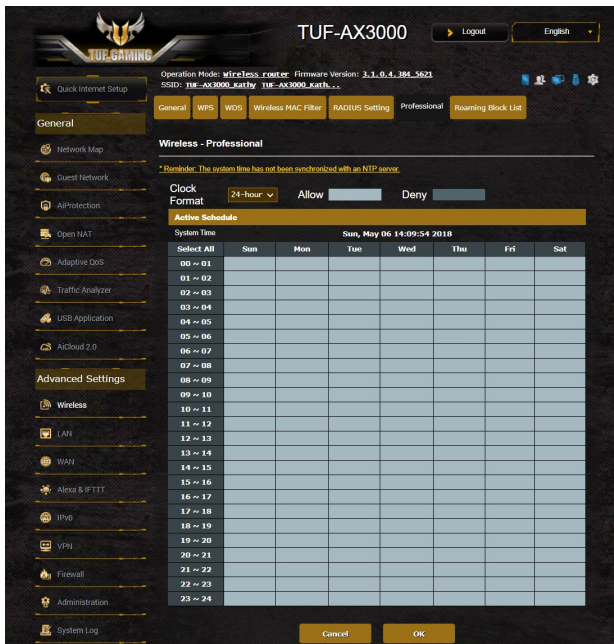 TUF GAMING
TUF-AX3000
Logout
English
Operation Mode: Wireless router Firmware Version: 3.1.0.4.384_5621
SSID: TUF-AX3000_Kathy TUF-AX3000_Kath...
Quick Internet Setup
General
Network Map
Guest Network
AiProtection
Open NAT
Adaptive QoS
Traffic Analyzer
USB Application
AiCloud 2.0
Advanced Settings
Wireless
LAN
WAN
Alexa & IFTTT
IPv6
VPN
Firewall
Administration
System Log
General WPS WDS Wireless MAC Filter RADIUS Setting Professional Roaming Block List
Wireless - Professional
* Reminder: The system time has not been synchronized with an NTP server.
Clock Format 24-hour Allow Deny
Active Schedule
System Time Sun, May 06 14:09:54 2018
Select All Sun Mon Tue Wed Thu Fri Sat
00 ~ 01
01 ~ 02
02 ~ 03
03 ~ 04
04 ~ 05
05 ~ 06
06 ~ 07
07 ~ 08
08 ~ 09
09 ~ 10
10 ~ 11
11 ~ 12
12 ~ 13
13 ~ 14
14 ~ 15
15 ~ 16
16 ~ 17
17 ~ 18
18 ~ 19
19 ~ 20
20 ~ 21
21 ~ 22
22 ~ 23
23 ~ 24
Cancel OK